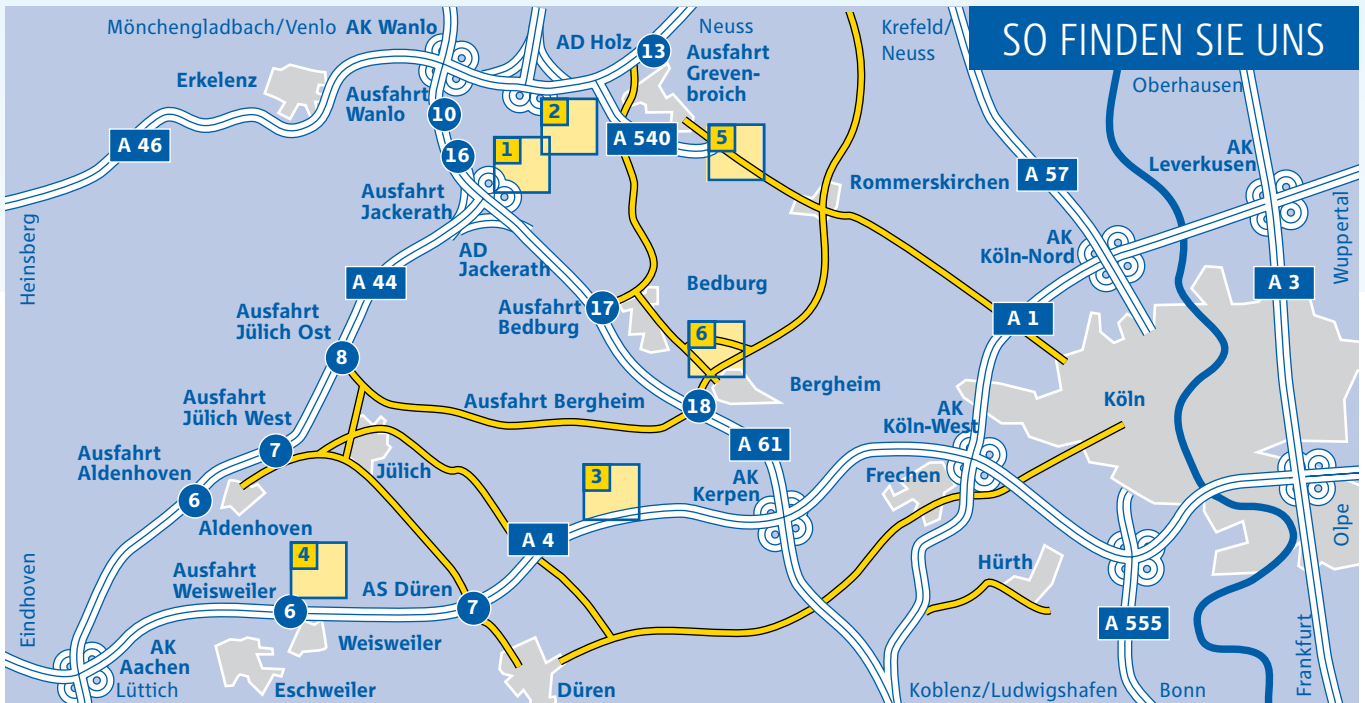 SO FINDEN SIE UNS
Mönchengladbach/Venlo
AK Wanlo
AD Holz
13
Neuss
Ausfahrt
Greven-
broich
Krefeld/
Neuss
Oberhausen
Erkelenz
Ausfahrt
Wanlo
10
2
A 46
16
1
A 540
5
AK
Leverkusen
Rommerskirchen
A 57
Ausfahrt
Jackerath
Heinsberg
AD
Jackerath
AK
Köln-Nord
Wuppertal
A 44
Bedburg
A 3
Ausfahrt
Jülich Ost
Ausfahrt
Bedburg
17
A 1
6
8
Bergheim
Ausfahrt
Jülich West
Ausfahrt Bergheim
18
AK
Köln-West
Köln
7
A 61
Ausfahrt
Aldenhoven
Jülich
3
AK
Kerpen
Frechen
6
Aldenhoven
A 4
Olpe
4
Ausfahrt
Weisweiler
AS Düren
Hürth
6
7
Eindhoven
A 555
Weisweiler
AK
Aachen
Lüttich
Eschweiler
Düren
Koblenz/Ludwigshafen
Bonn
Frankfurt